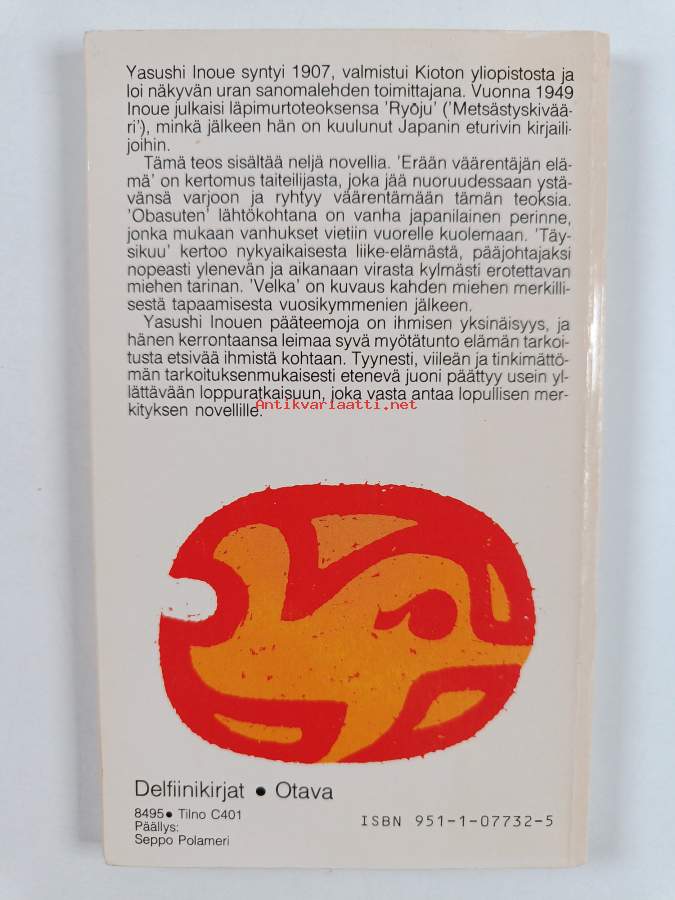 Yasushi Inoue syntyi 1907, valmistui Kioton yliopistosta ja
loi näkyvän uran sanomalehden toimittajana. Vuonna 1949
Inoue julkaisi läpimurtoteoksensa 'Ryōju' ('Metsästyskivää-
ri'), minkä jälkeen hän on kuulunut Japanin eturivin kirjaili-
joihin.
Tämä teos sisältää neljä novellia. 'Erään väärentäjän elä-
mä' on kertomus taiteilijasta, joka jää nuoruudessaan ystä-
vänsä varjoon ja ryhtyy väärentämään tämän teoksia.
'Obasuten' lähtökohtana on vanha japanilainen perinne,
jonka mukaan vanhukset vietiin vuorelle kuolemaan. 'Täy-
sikuu' kertoo nykyaikaisesta liike-elämästä, pääjohtajaksi
nopeasti ylenevän ja aikanaan virasta kylmästi erotettavan
miehen tarinan. 'Velka' on kuvaus kahden miehen merkilli-
sestä tapaamisesta vuosikymmenien jälkeen.
Yasushi Inouen pääteemoja on ihmisen yksinäisyys, ja
hänen kerrontaansa leimaa syvä myötätunto elämän tarkoi-
tusta etsivää ihmistä kohtaan. Tyynesti, viileän ja tinkimättö-
män tarkoituksenmukaisesti etenevä juoni päättyy usein yl-
lättävään loppuratkaisuun, joka vasta antaa lopullisen mer-
kityksen novellille.
Antikvariaatti.net
Delfiinikirjat • Otava
8495• Tilno C401
Päällys:
Seppo Polameri
ISBN 951-1-07732-5